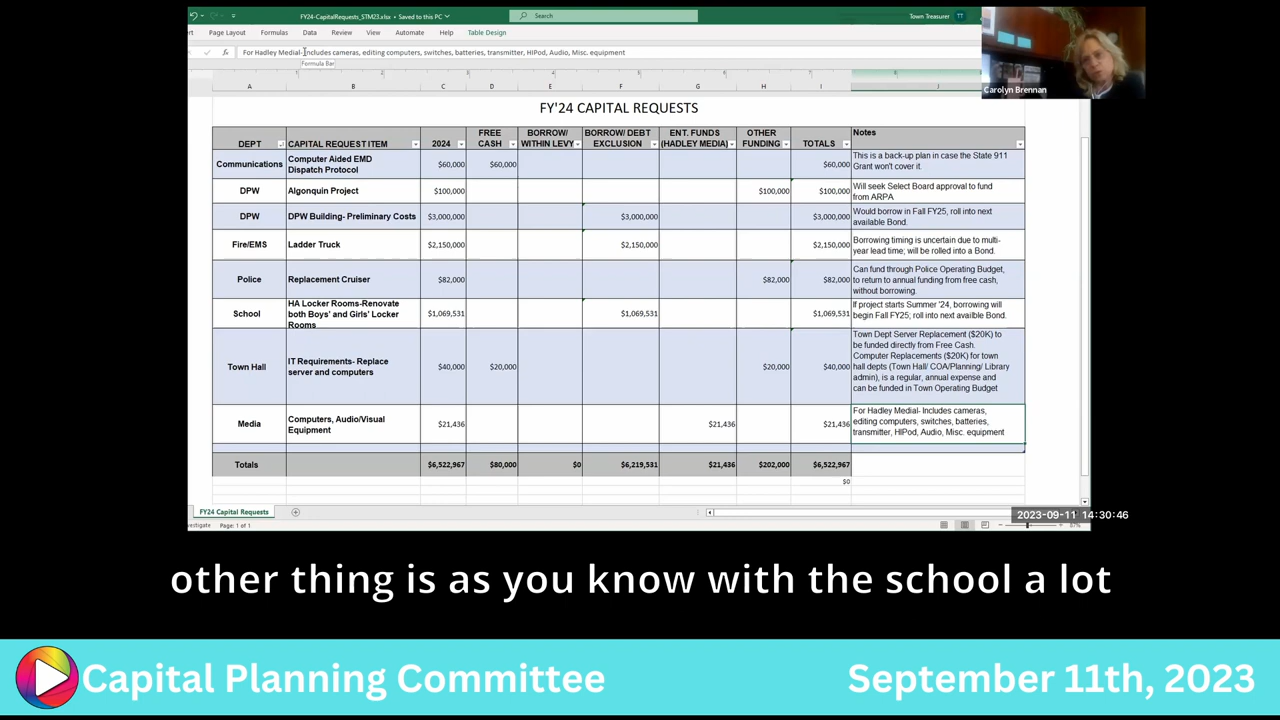 FY24-CapitalRequests_STM23.xlsx • Saved to this PC
Search
Town Treasurer TT
Page Layout Formulas Data Review View Automate Help Acrobat Table Design
For Hadley Medial- Includes cameras, editing computers, switches, batteries, transmitter, HIPod, Audio, Misc. equipment
Formula Bar
Carolyn Brennan
A B C D E F G H I J
FY'24 CAPITAL REQUESTS
DEPT CAPITAL REQUEST ITEM 2024 FREE CASH BORROW/ WITHIN LEVY BORROW/ DEBT EXCLUSION ENT. FUNDS (HADLEY MEDIA) OTHER FUNDING TOTALS Notes
Communications Computer Aided EMD Dispatch Protocol $60,000 $60,000 $60,000 This is a back-up plan in case the State 911 Grant won't cover it.
DPW Algonquin Project $100,000 $100,000 $100,000 Will seek Select Board approval to fund from ARPA
DPW DPW Building- Preliminary Costs $3,000,000 $3,000,000 $3,000,000 Would borrow in Fall FY25, roll into next available Bond.
Fire/EMS Ladder Truck $2,150,000 $2,150,000 $2,150,000 Borrowing timing is uncertain due to multi-year lead time; will be rolled into a Bond.
Police Replacement Cruiser $82,000 $82,000 $82,000 Can fund through Police Operating Budget, to return to annual funding from free cash, without borrowing.
School HA Locker Rooms-Renovate both Boys' and Girls' Locker Rooms $1,069,531 $1,069,531 $1,069,531 If project starts Summer '24, borrowing will begin Fall FY25; roll into next availble Bond.
Town Hall IT Requirements- Replace server and computers $40,000 $20,000 $20,000 $40,000 Town Dept Server Replacement ($20K) to be funded directly from Free Cash. Computer Replacements ($20K) for town hall depts (Town Hall/ COA/Planning/ Library admin), is a regular, annual expense and can be funded in Town Operating Budget
Media Computers, Audio/Visual Equipment $21,436 $21,436 $21,436 For Hadley Medial- Includes cameras, editing computers, switches, batteries, transmitter, HIPod, Audio, Misc. equipment
Totals $6,522,967 $80,000 $0 $6,219,531 $21,436 $202,000 $6,522,967
$0
FY24 Capital Requests
Page: 1 of 1
2023-09-11 14:30:46
87%
other thing is as you know with the school a lot
Capital Planning Committee
September 11th, 2023